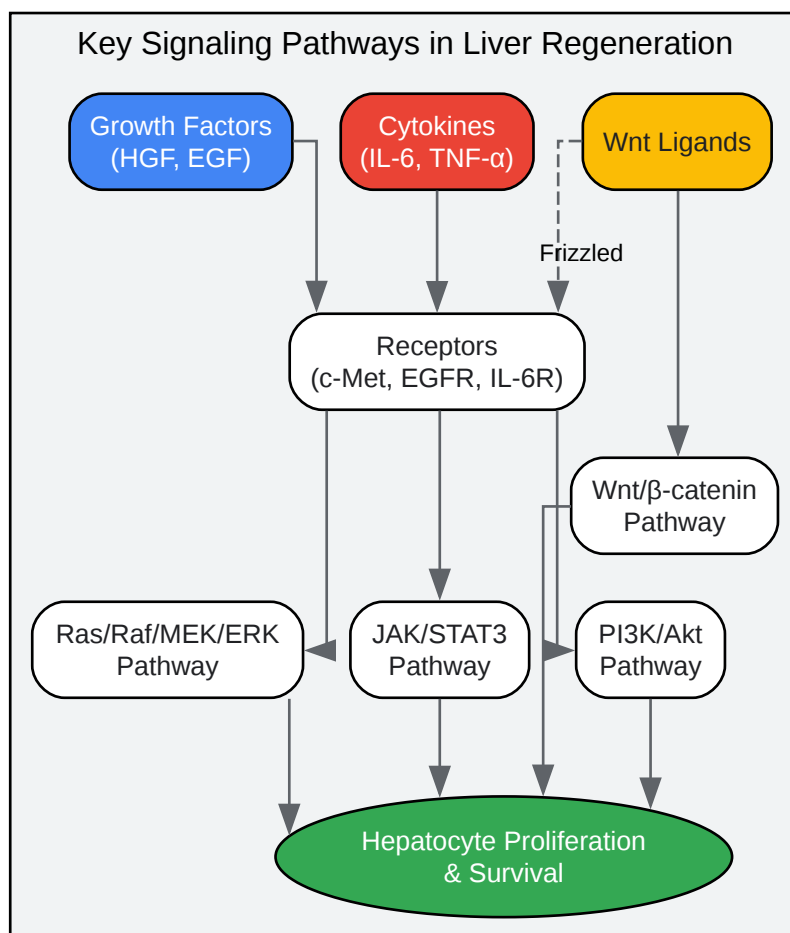 Key Signaling Pathways in Liver Regeneration
Growth Factors
(HGF, EGF)
Cytokines
(IL-6, TNF-α)
Wnt Ligands
Frizzled
Receptors
(c-Met, EGFR, IL-6R)
Wnt/β-catenin
Pathway
Ras/Raf/MEK/ERK
Pathway
JAK/STAT3
Pathway
PI3K/Akt
Pathway
Hepatocyte Proliferation
& Survival